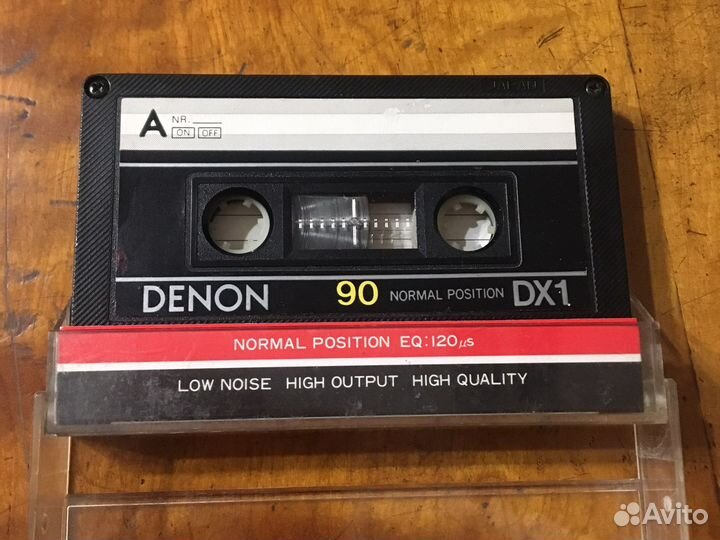 JAPAN
A NR.
ON OFF
DENON 90 NORMAL POSITION DX1
NORMAL POSITION EQ:120μs
LOW NOISE HIGH OUTPUT HIGH QUALITY
Avito